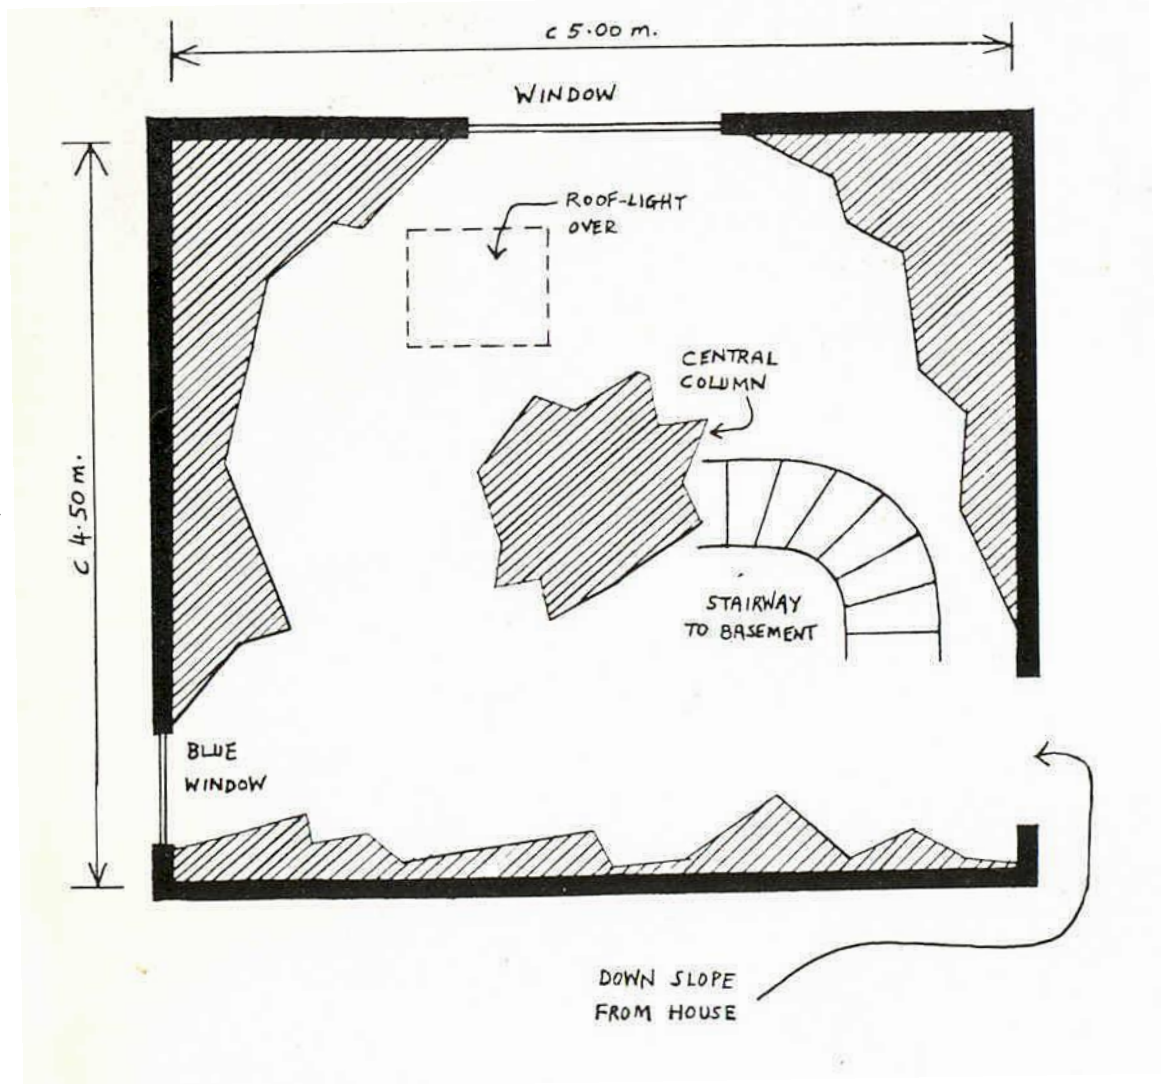 c 5·00 m.
WINDOW
ROOF-LIGHT
OVER
CENTRAL
COLUMN
c 4·50 m.
STAIRWAY
TO BASEMENT
BLUE
WINDOW
DOWN SLOPE
FROM HOUSE